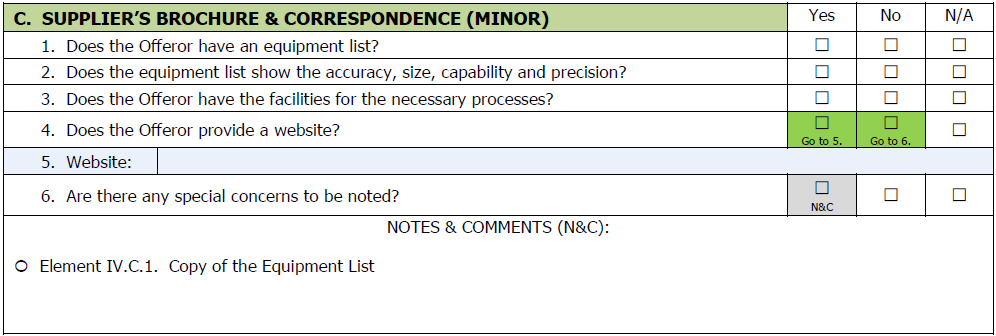 C. SUPPLIER'S BROCHURE & CORRESPONDENCE (MINOR) Yes No N/A
1. Does the Offeror have an equipment list? ☐ ☐ ☐
2. Does the equipment list show the accuracy, size, capability and precision? ☐ ☐ ☐
3. Does the Offeror have the facilities for the necessary processes? ☐ ☐ ☐
4. Does the Offeror provide a website? ☐ ☐ ☐
Go to 5. Go to 6.
5. Website:
6. Are there any special concerns to be noted? ☐ ☐ ☐
N&C
NOTES & COMMENTS (N&C):
O Element IV.C.1. Copy of the Equipment List